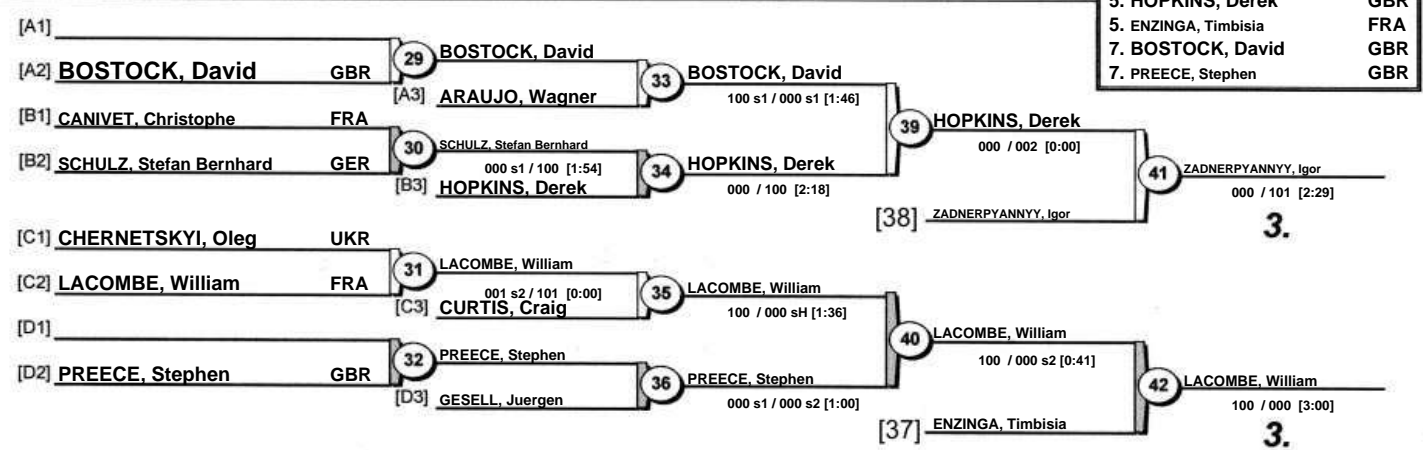 5. HOPKINS, Derek GBR
5. ENZINGA, Timbisia FRA
7. BOSTOCK, David GBR
7. PREECE, Stephen GBR
[A1]
[A2] BOSTOCK, David GBR
29 BOSTOCK, David
[A3] ARAUJO, Wagner
33 BOSTOCK, David
100 s1 / 000 s1 [1:46]
[B1] CANIVET, Christophe FRA
[B2] SCHULZ, Stefan Bernhard GER
30 SCHULZ, Stefan Bernhard
000 s1 / 100 [1:54]
[B3] HOPKINS, Derek
34 HOPKINS, Derek
000 / 100 [2:18]
39 HOPKINS, Derek
000 / 002 [0:00]
[38] ZADNERPYANNYY, Igor
41 ZADNERPYANNYY, Igor
000 / 101 [2:29]
3.
[C1] CHERNETSKYI, Oleg UKR
[C2] LACOMBE, William FRA
31 LACOMBE, William
001 s2 / 101 [0:00]
[C3] CURTIS, Craig
35 LACOMBE, William
100 / 000 sH [1:36]
[D1]
[D2] PREECE, Stephen GBR
32 PREECE, Stephen
[D3] GESELL, Juergen
36 PREECE, Stephen
000 s1 / 000 s2 [1:00]
40 LACOMBE, William
100 / 000 s2 [0:41]
[37] ENZINGA, Timbisia
42 LACOMBE, William
100 / 000 [3:00]
3.